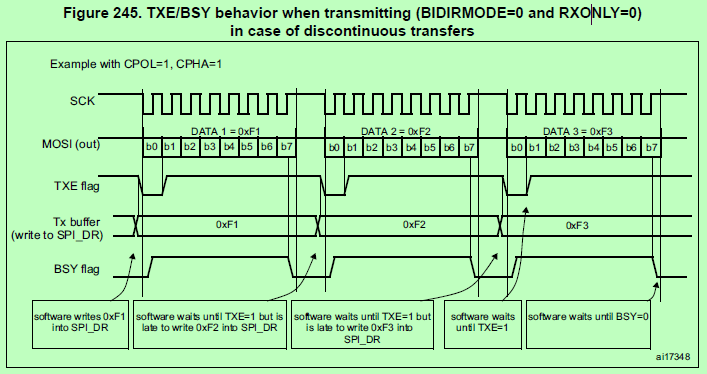 Figure 245. TXE/BSY behavior when transmitting (BIDIRMODE=0 and RXONLY=0)
in case of discontinuous transfers
Example with CPOL=1, CPHA=1
SCK
DATA 1 = 0xF1
DATA 2 = 0xF2
DATA 3 = 0xF3
MOSI (out)
b0 b1 b2 b3 b4 b5 b6 b7
b0 b1 b2 b3 b4 b5 b6 b7
b0 b1 b2 b3 b4 b5 b6 b7
TXE flag
Tx buffer
(write to SPI_DR)
0xF1
0xF2
0xF3
BSY flag
software writes 0xF1
into SPI_DR
software waits until TXE=1 but is
late to write 0xF2 into SPI_DR
software waits until TXE=1 but
is late to write 0xF3 into
SPI_DR
software waits
until TXE=1
software waits until BSY=0
ai17348